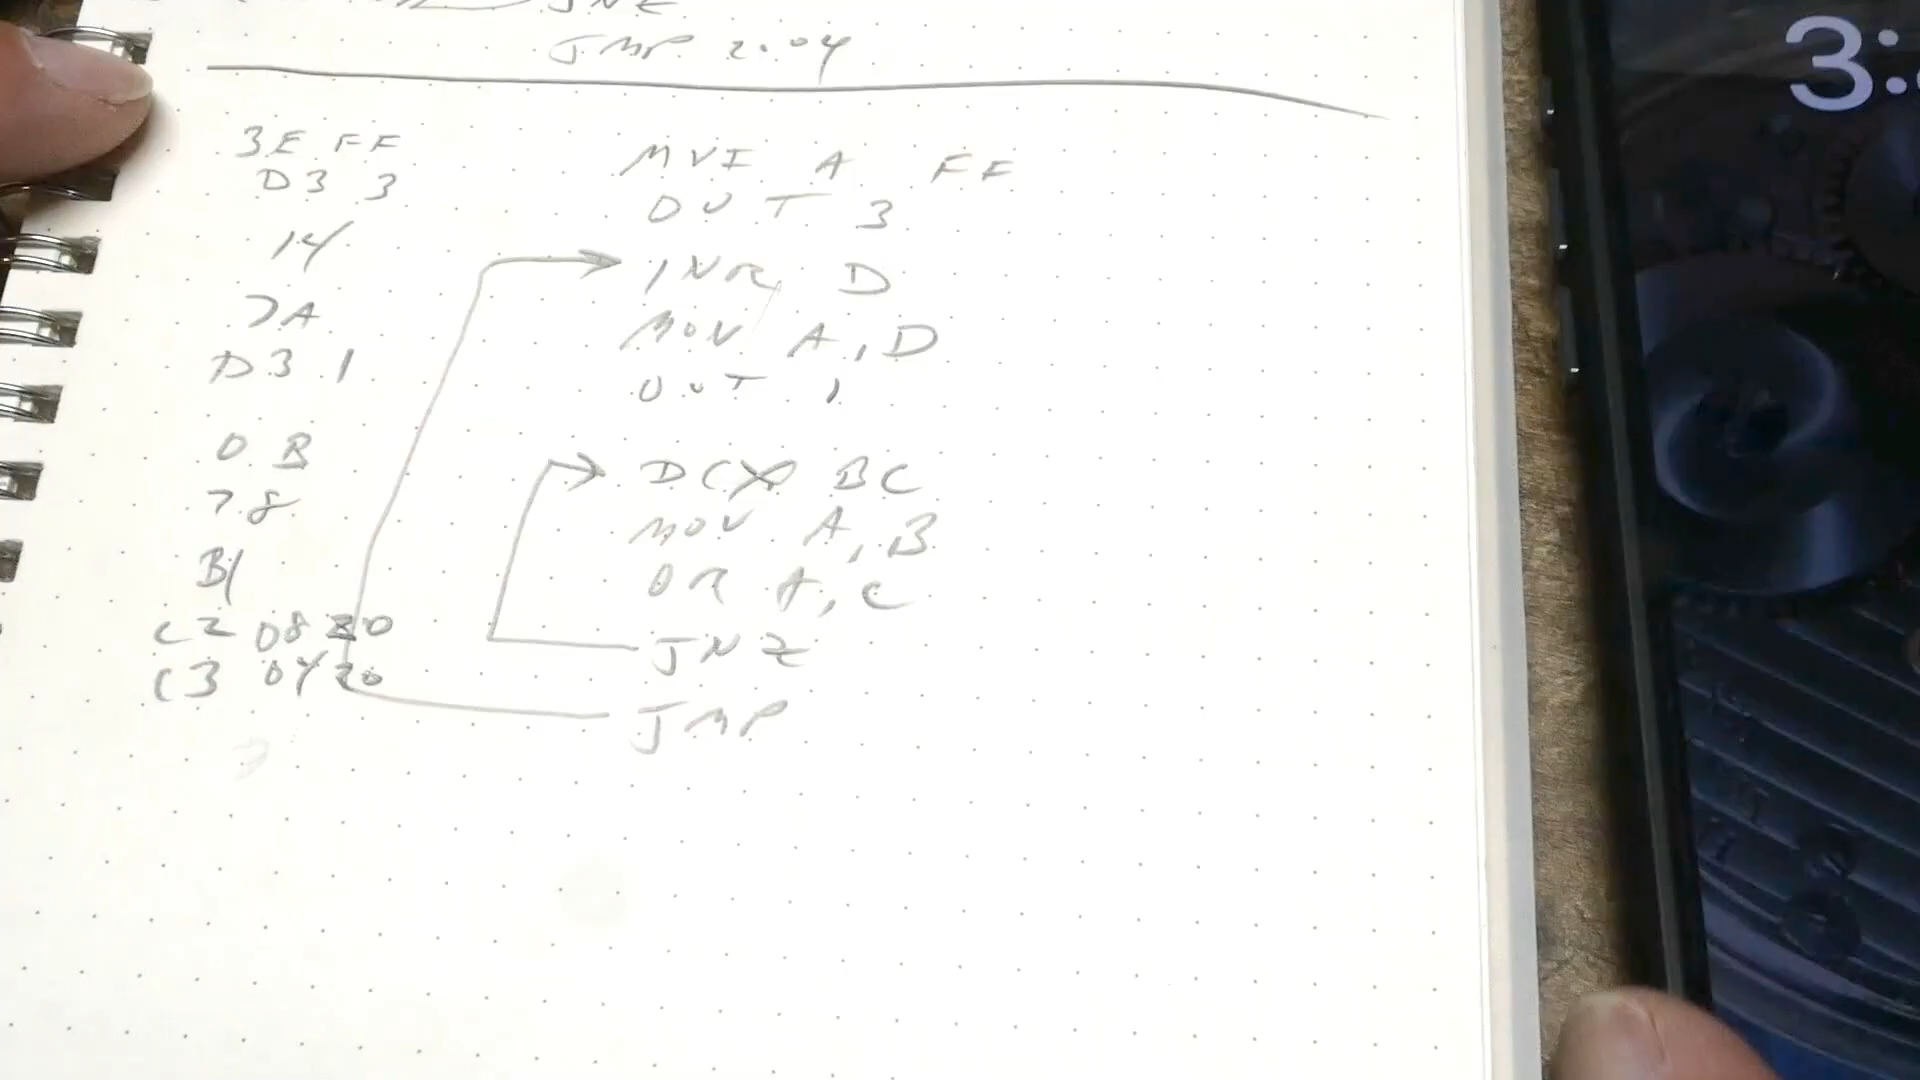 JNZ
JMP 2.04
3E FF MVI A FF
D3 3 OUT 3
14 INR D
7A MOV A, D
D3 1 OUT 1
0B DCX BC
78 MOV A, B
B1 OR A, C
C2 08 20 JNZ
C3 04 20 JMP
3: